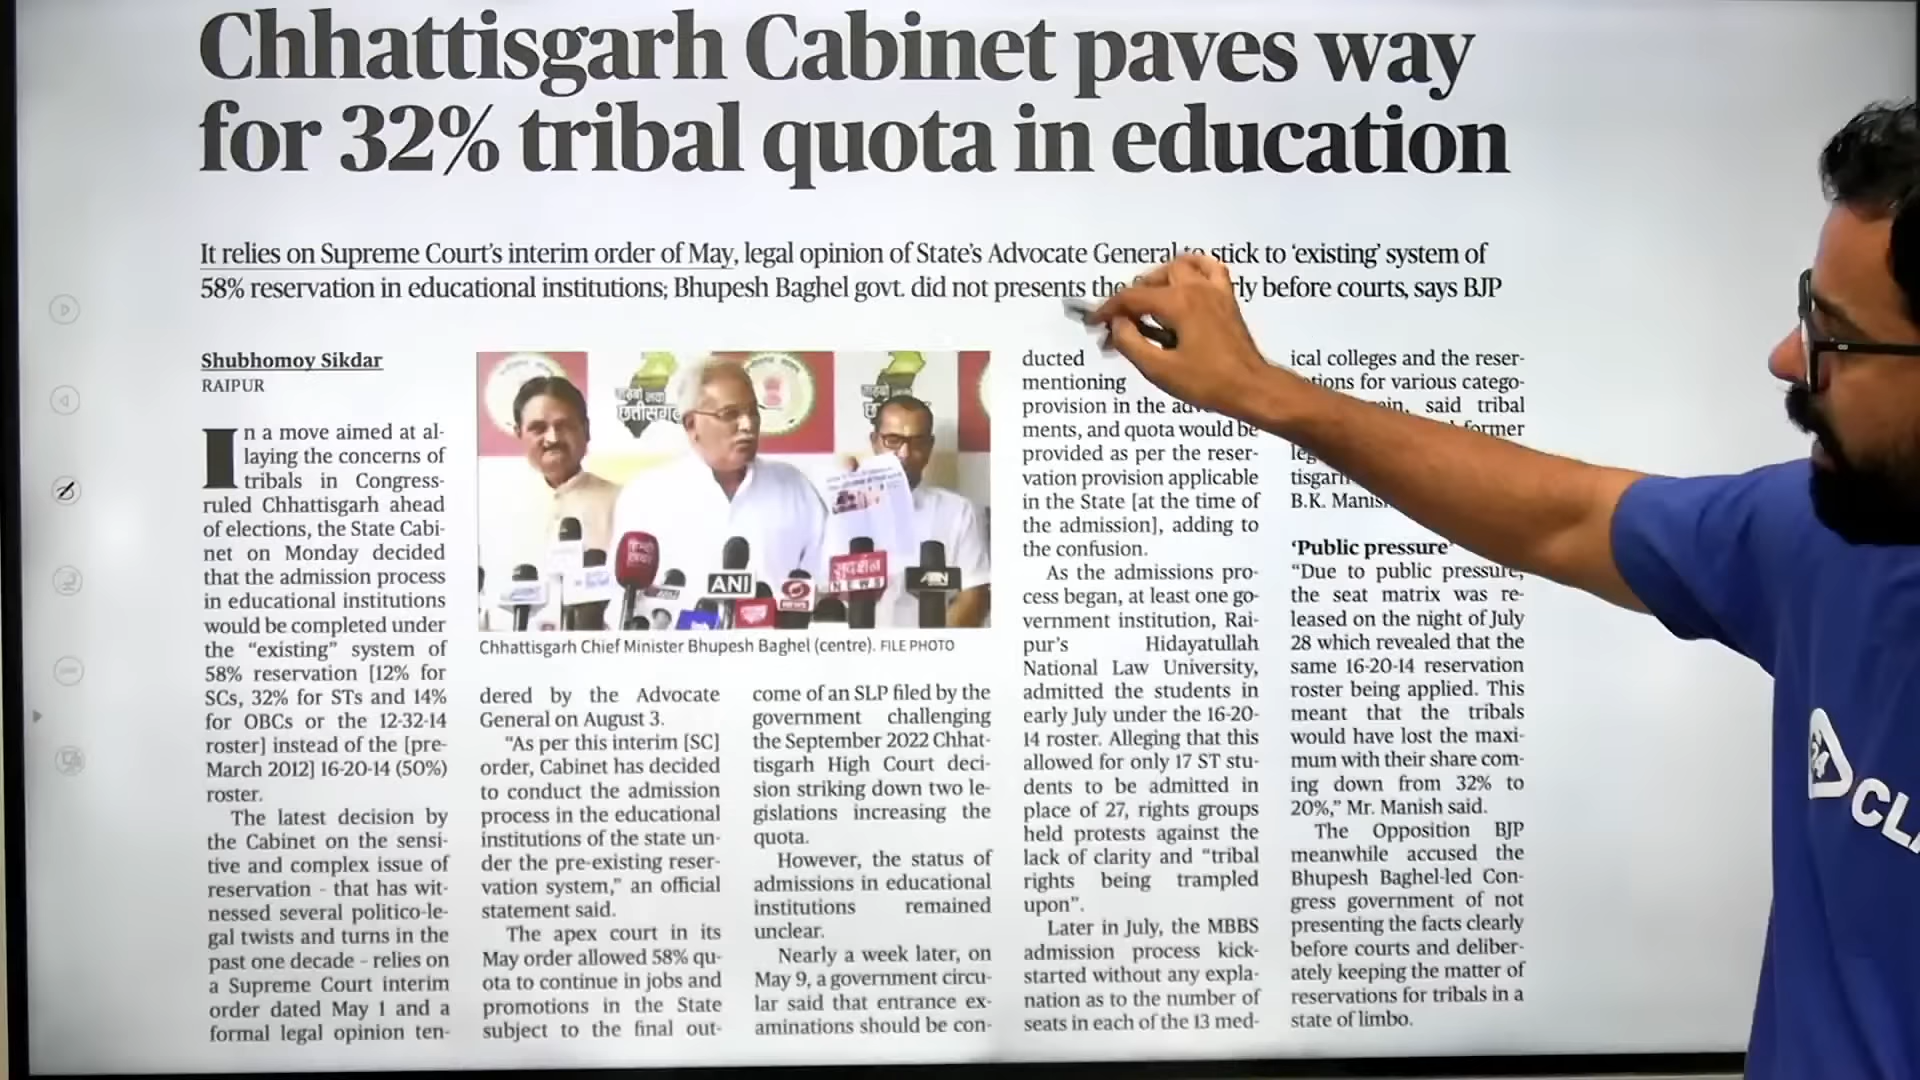 Chhattisgarh Cabinet paves way
for 32% tribal quota in education
It relies on Supreme Court's interim order of May, legal opinion of State's Advocate General to stick to ‘existing’ system of
58% reservation in educational institutions; Bhupesh Baghel govt. did not presents the rly before courts, says BJP
Shubhomoy Sikdar
RAIPUR
In a move aimed at al-
laying the concerns of
tribals in Congress-
ruled Chhattisgarh ahead
of elections, the State Cabi-
net on Monday decided
that the admission process
in educational institutions
would be completed under
the “existing” system of
58% reservation [12% for
SCs, 32% for STs and 14%
for OBCs or the 12-32-14
roster] instead of the [pre-
March 2012] 16-20-14 (50%)
roster.
The latest decision by
the Cabinet on the sensi-
tive and complex issue of
reservation – that has wit-
nessed several politico-le-
gal twists and turns in the
past one decade – relies on
a Supreme Court interim
order dated May 1 and a
formal legal opinion ten-
छत्तीसगढ़
ANI
सुदर्शन
NEWS
NEWS
Chhattisgarh Chief Minister Bhupesh Baghel (centre). FILE PHOTO
dered by the Advocate
General on August 3.
“As per this interim [SC]
order, Cabinet has decided
to conduct the admission
process in the educational
institutions of the state un-
der the pre-existing reser-
vation system,” an official
statement said.
The apex court in its
May order allowed 58% qu-
ota to continue in jobs and
promotions in the State
subject to the final out-
come of an SLP filed by the
government challenging
the September 2022 Chhat-
tisgarh High Court deci-
sion striking down two le-
gislations increasing the
quota.
However, the status of
admissions in educational
institutions remained
unclear.
Nearly a week later, on
May 9, a government circu-
lar said that entrance ex-
aminations should be con-
ducted
mentioning
provision in the
ments, and quota would be
provided as per the reser-
vation provision applicable
in the State [at the time of
the admission], adding to
the confusion.
As the admissions pro-
cess began, at least one go-
vernment institution, Rai-
pur's Hidayatullah
National Law University,
admitted the students in
early July under the 16-20-
14 roster. Alleging that this
allowed for only 17 ST stu-
dents to be admitted in
place of 27, rights groups
held protests against the
lack of clarity and “tribal
rights being trampled
upon”.
Later in July, the MBBS
admission process kick-
started without any expla-
nation as to the number of
seats in each of the 13 med-
ical colleges and the reser-
tions for various catego-
said tribal
former
leg
tisgarh
B.K. Manish
‘Public pressure’
“Due to public pressure,
the seat matrix was re-
leased on the night of July
28 which revealed that the
same 16-20-14 reservation
roster being applied. This
meant that the tribals
would have lost the maxi-
mum with their share com-
ing down from 32% to
20%,” Mr. Manish said.
The Opposition BJP
meanwhile accused the
Bhupesh Baghel-led Con-
gress government of not
presenting the facts clearly
before courts and deliber-
ately keeping the matter of
reservations for tribals in a
state of limbo.
CL